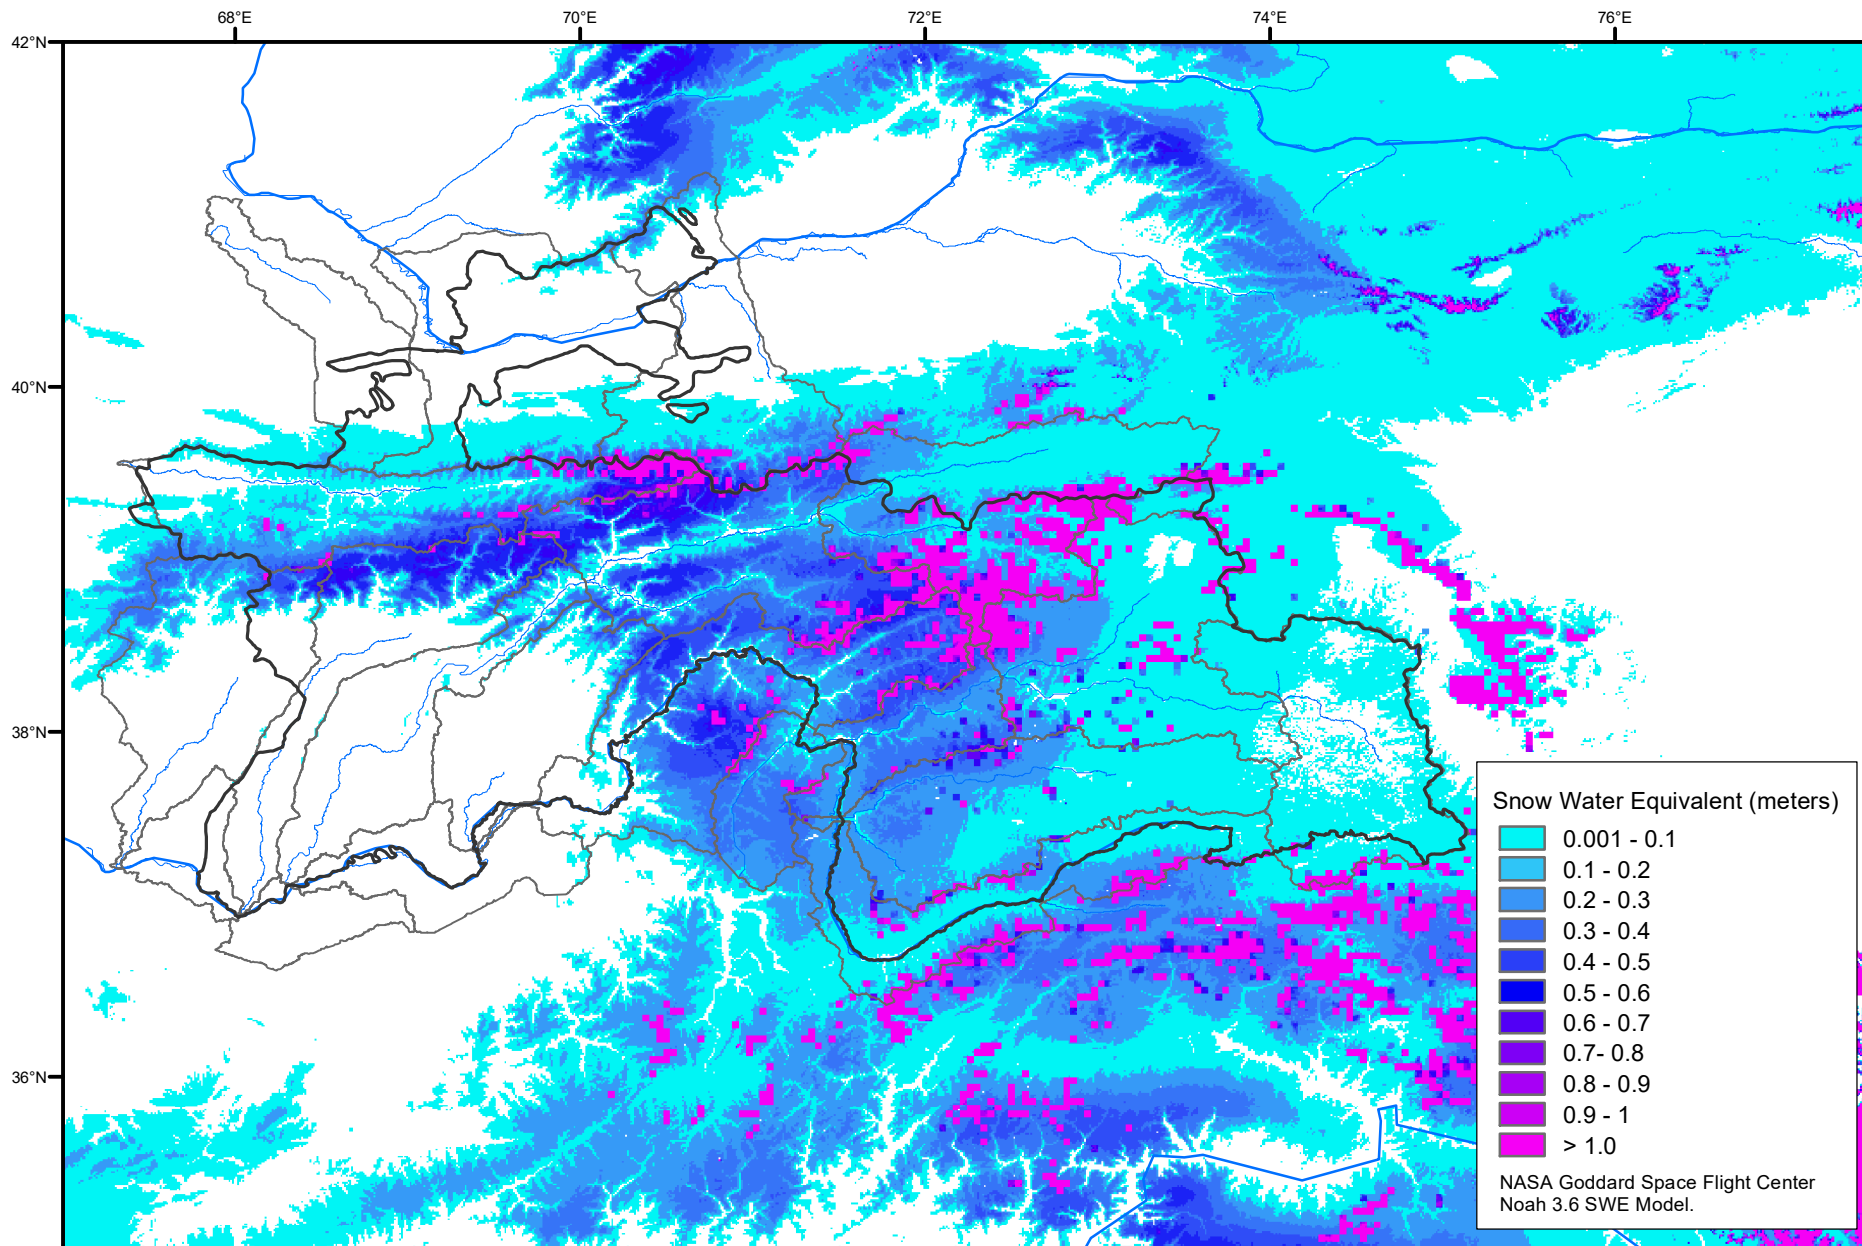 68°E
70°E
72°E
74°E
76°E
42°N
40°N
38°N
36°N
Snow Water Equivalent (meters)
0.001 - 0.1
0.1 - 0.2
0.2 - 0.3
0.3 - 0.4
0.4 - 0.5
0.5 - 0.6
0.6 - 0.7
0.7- 0.8
0.8 - 0.9
0.9 - 1
> 1.0
NASA Goddard Space Flight Center
Noah 3.6 SWE Model.